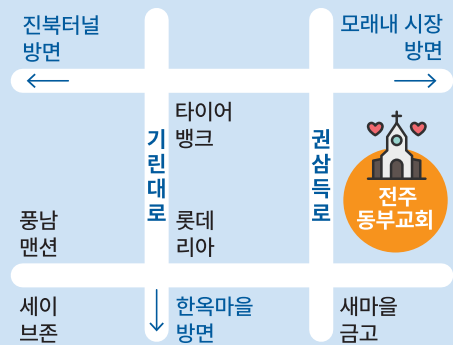 진북터널
방면
모래내 시장
방면
타이어
뱅크
기린대로
권삼득로
전주
동부교회
풍남
맨션
롯데
리아
세이
브존
한옥마을
방면
새마을
금고